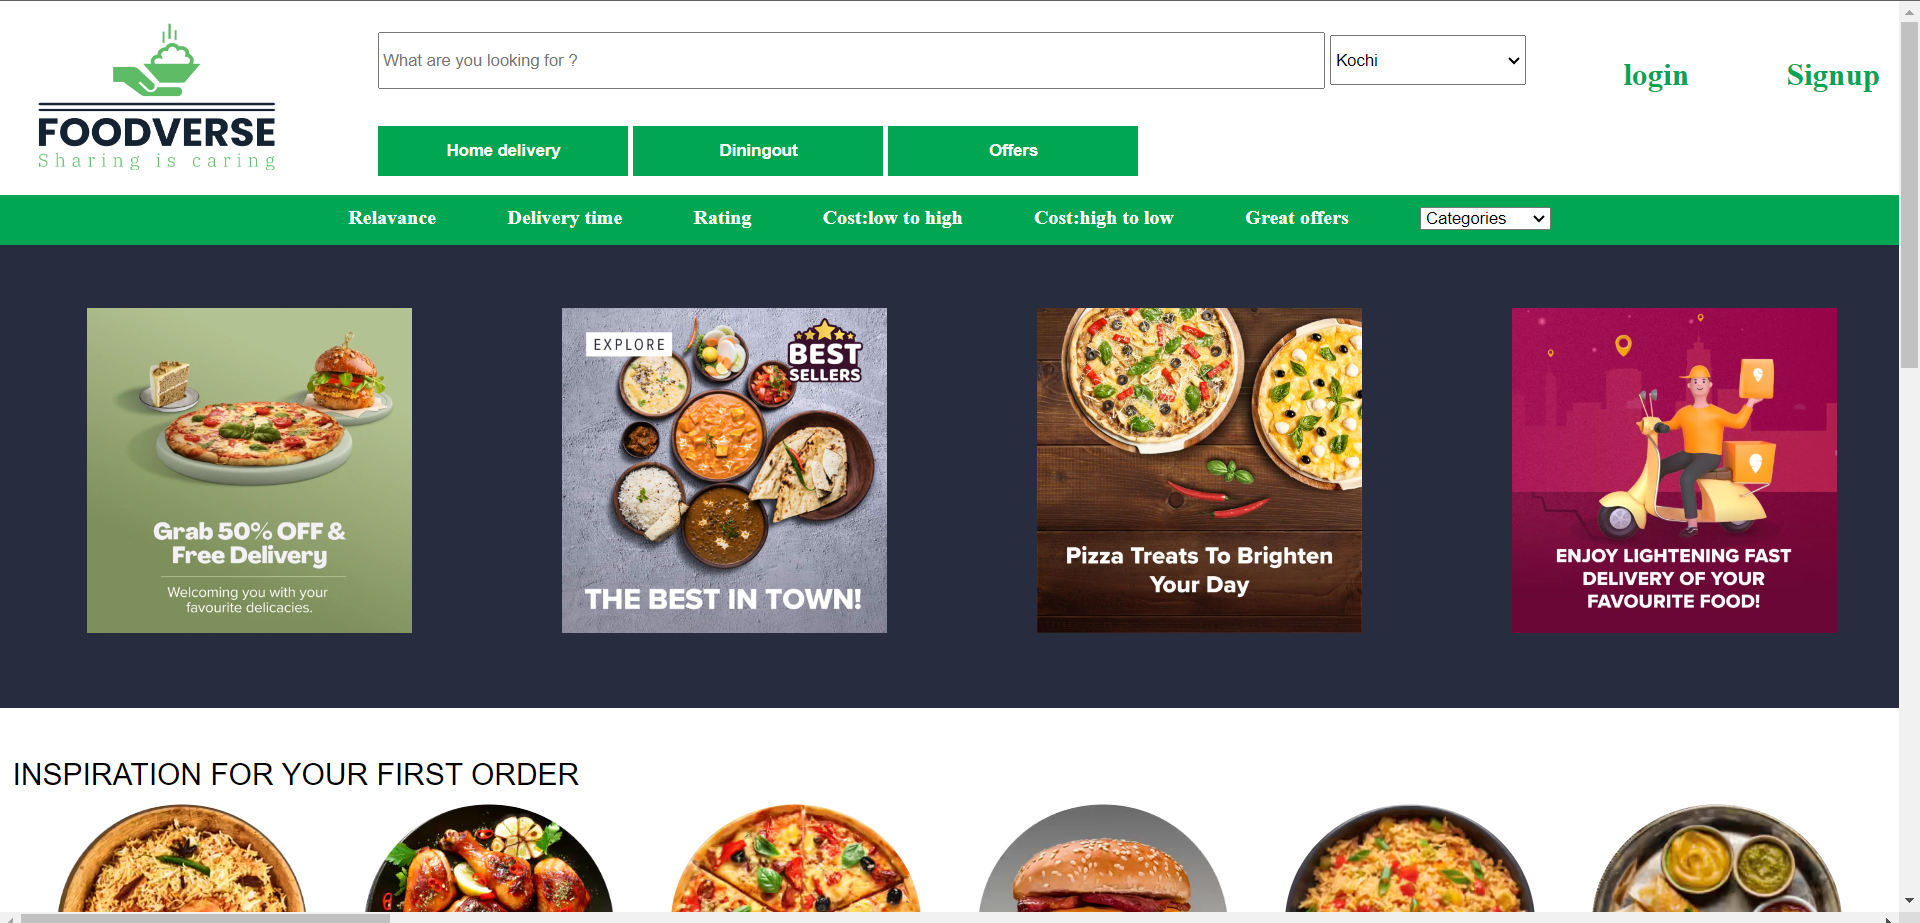 FOODVERSE
Sharing is caring
What are you looking for ?
Kochi
login
Signup
Home delivery
Diningout
Offers
Relavance
Delivery time
Rating
Cost:low to high
Cost:high to low
Great offers
Categories
Grab 50% OFF &
Free Delivery
Welcoming you with your
favourite delicacies.
EXPLORE
BEST
SELLERS
THE BEST IN TOWN!
Pizza Treats To Brighten
Your Day
ENJOY LIGHTENING FAST
DELIVERY OF YOUR
FAVOURITE FOOD!
INSPIRATION FOR YOUR FIRST ORDER